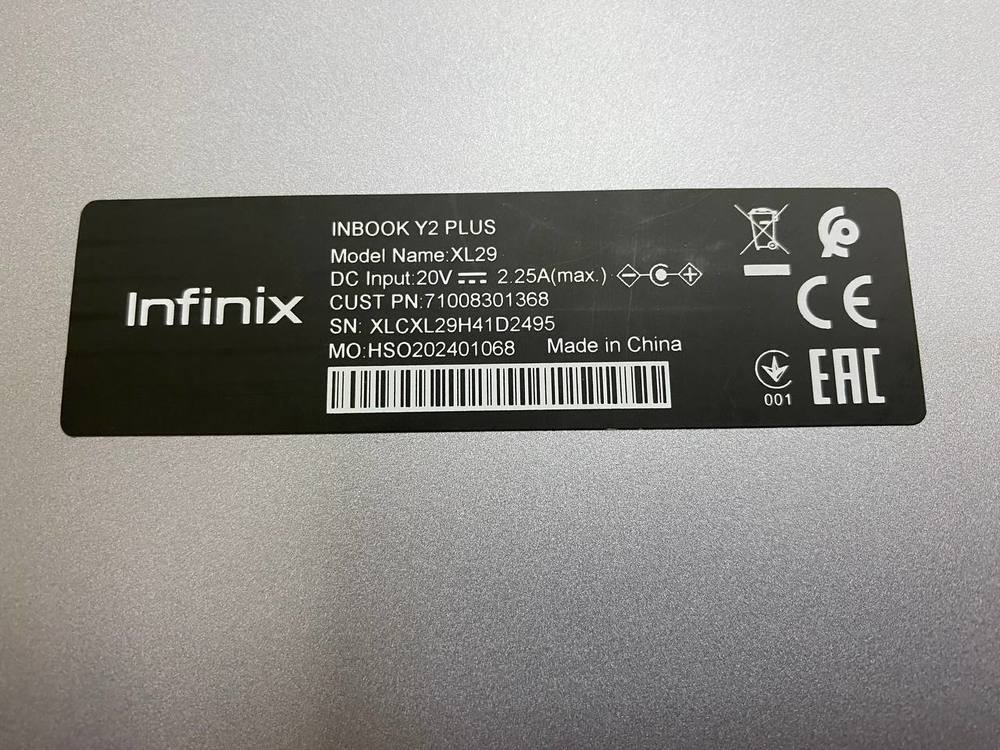 Infinix
INBOOK Y2 PLUS
Model Name:XL29
DC Input:20V 2.25A(max.)
CUST PN:71008301368
SN: XLCXL29H41D2495
MO:HSO202401068 Made in China
CE
001
EAC